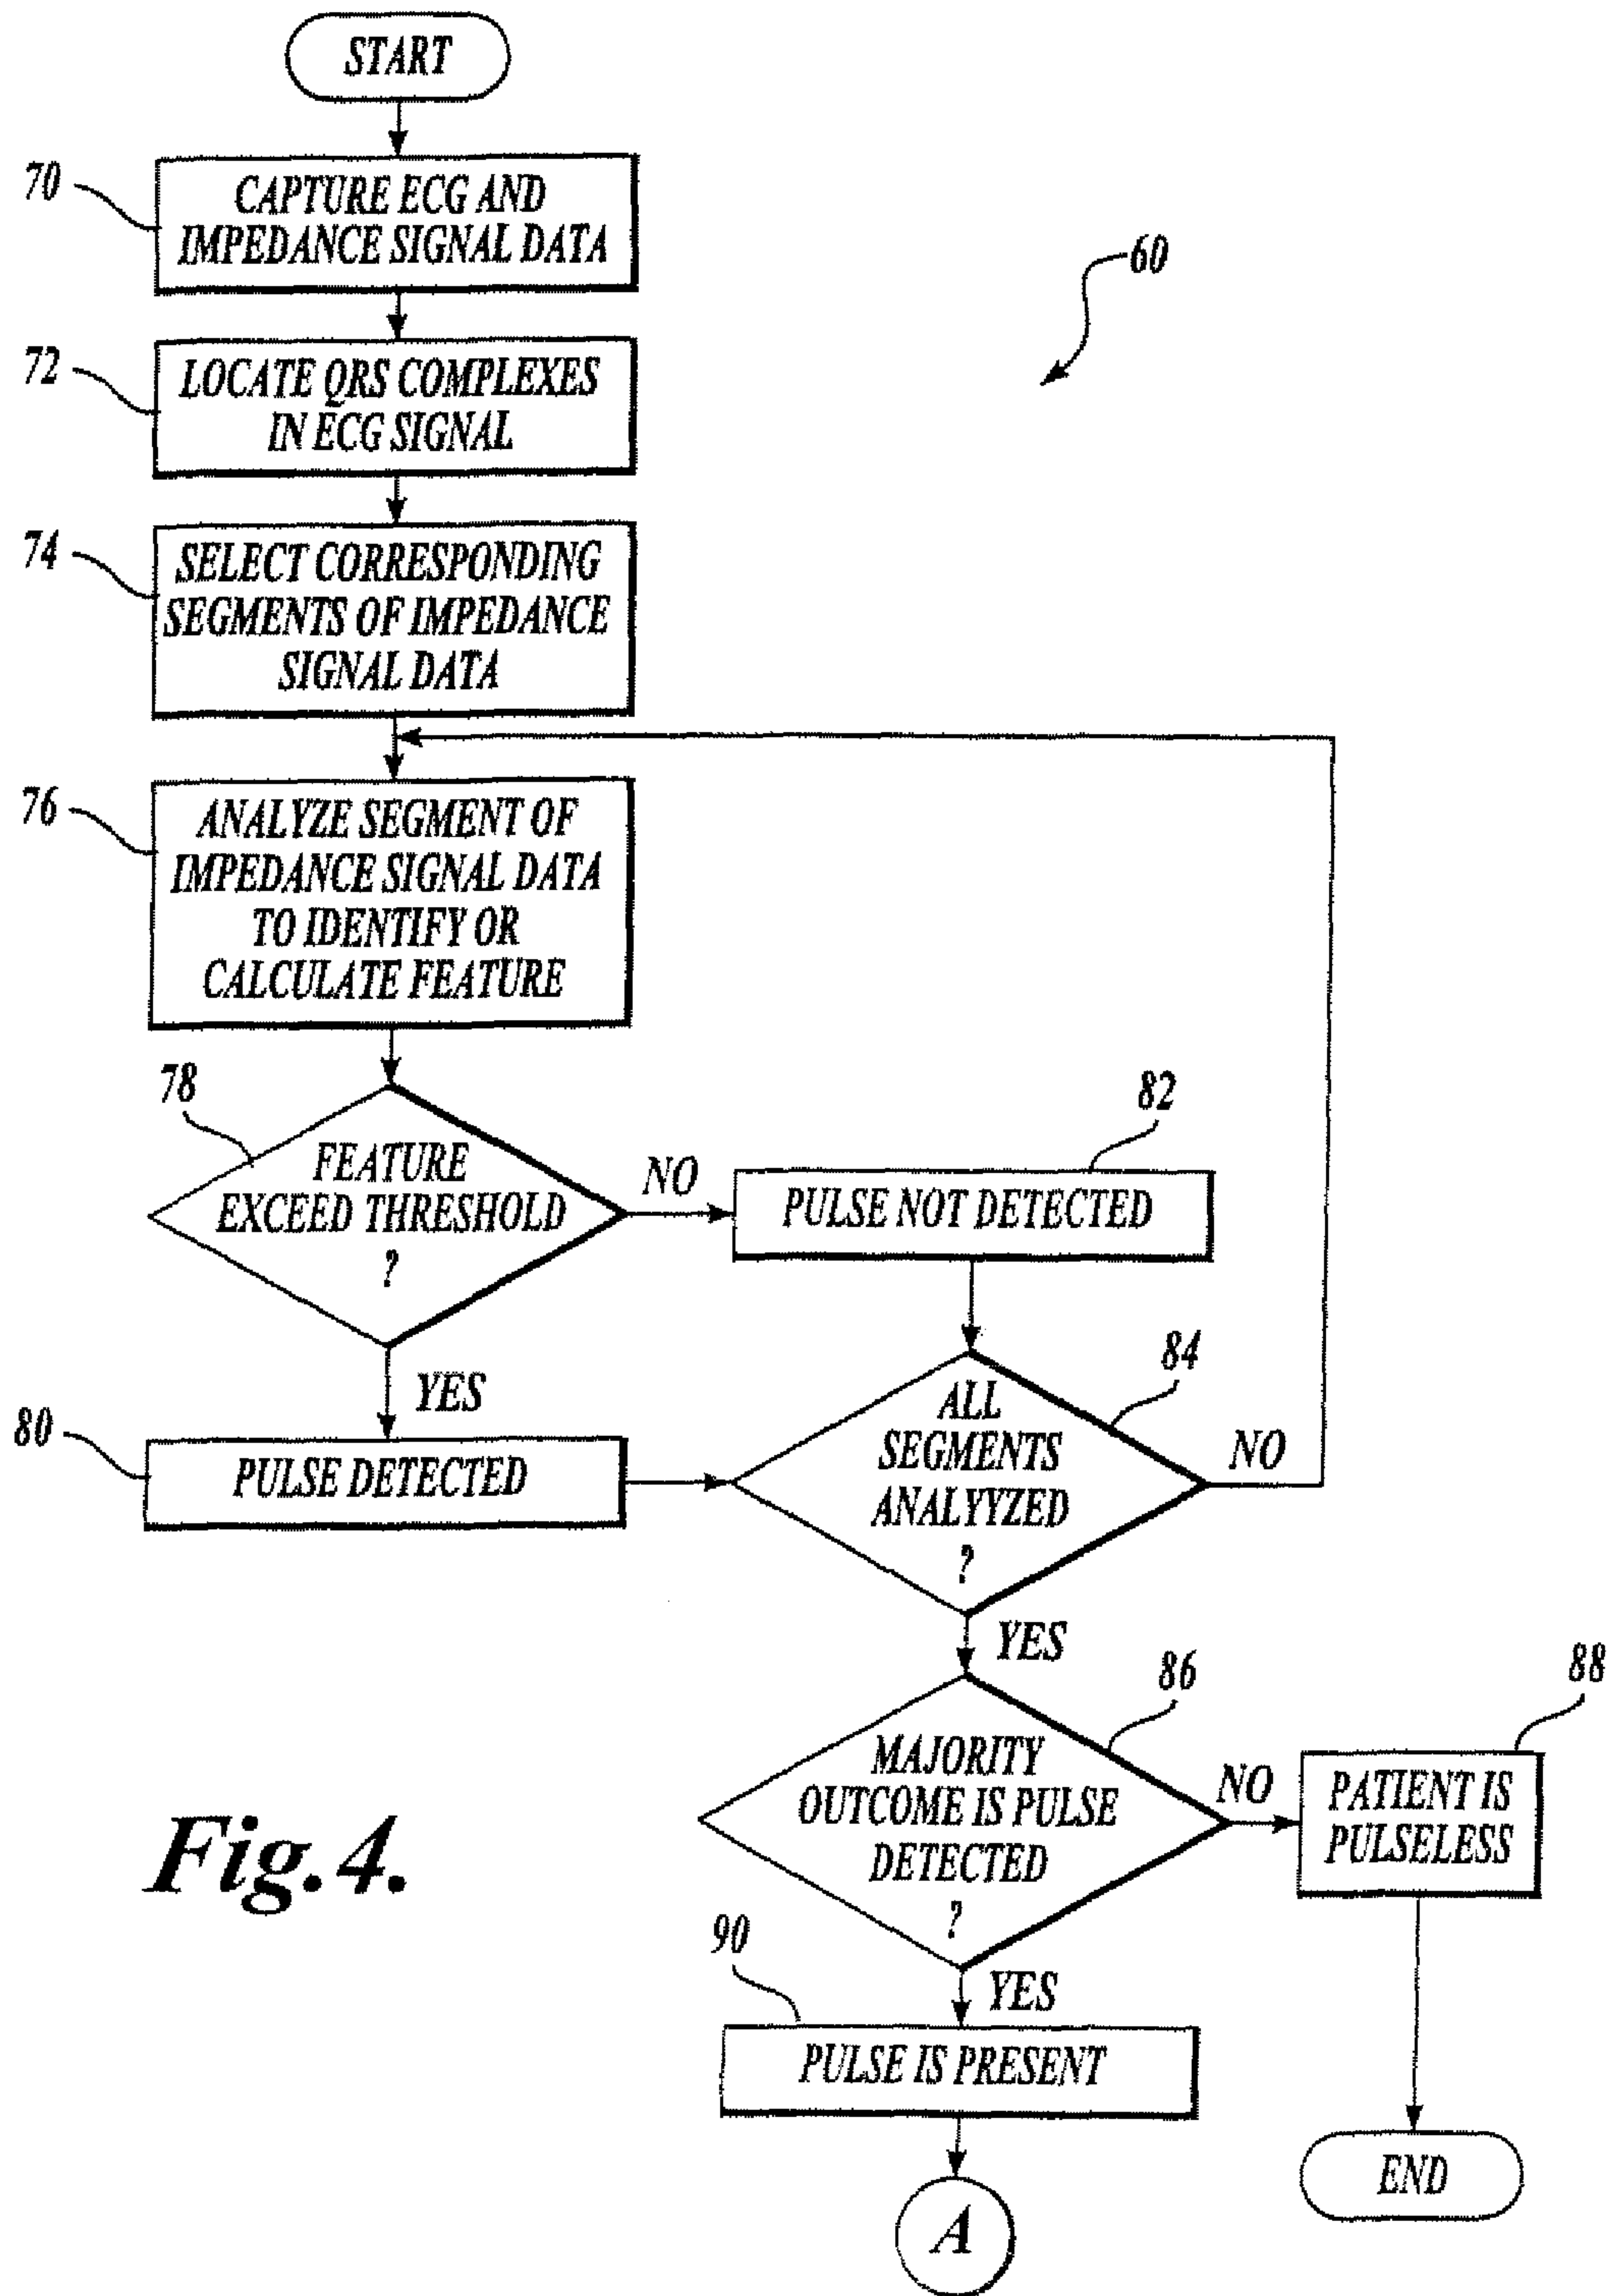 START
70
CAPTURE ECG AND
IMPEDANCE SIGNAL DATA
60
72
LOCATE QRS COMPLEXES
IN ECG SIGNAL
74
SELECT CORRESPONDING
SEGMENTS OF IMPEDANCE
SIGNAL DATA
76
ANALYZE SEGMENT OF
IMPEDANCE SIGNAL DATA
TO IDENTIFY OR
CALCULATE FEATURE
78
FEATURE
EXCEED THRESHOLD
?
NO
82
PULSE NOT DETECTED
YES
80
PULSE DETECTED
84
ALL
SEGMENTS
ANALYYZED
?
NO
YES
86
MAJORITY
OUTCOME IS PULSE
DETECTED
?
NO
88
PATIENT IS
PULSELESS
Fig.4.
YES
90
PULSE IS PRESENT
END
A